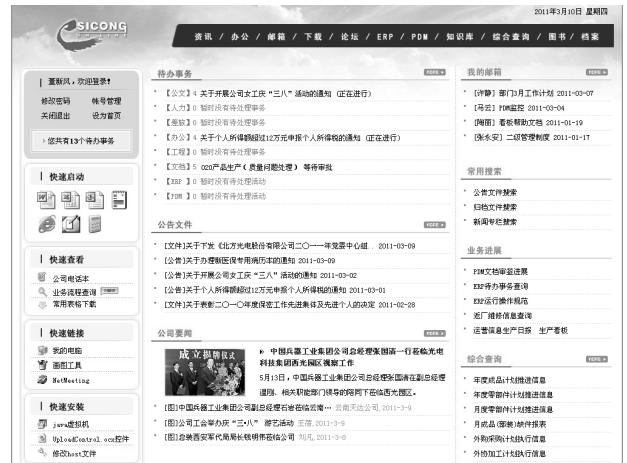 2011年3月10日 星期四
SICONG
ONLINE
资讯 / 办公 / 邮箱 / 下载 / 论坛 / ERP / PDM / 知识库 / 综合查询 / 图书/ 档案
董新风，欢迎登录!
修改密码 帐号管理
关闭退出 设为首页
您共有13个待办事务
快速启动
快速查看
公司电话本
业务流程查询
常用表格下载
快速链接
我的电脑
画图工具
NetMeeting
快速安装
java虚拟机
UploadControl.ocx控件
修改host文件
待办事务 MORE
【公文】4 关于开展公司女工庆“三八”活动的通知 (正在进行)
【人力】0 暂时没有待处理事务
【差旅】0 暂时没有待处理事务
【办公】4 关于个人所得额超过12万元申报个人所得税的通知 (正在进行)
【工程】0 暂时没有待处理事务
【文档】5 020产品生产( 质量问题处理 ) 等待审批
【ERP 】0 暂时没有待处理活动
【PDM 】0 暂时没有待处理活动
公告文件 MORE
[文件]关于下发《北方光电股份有限公司二〇一一年党委中心组.. 2011-03-09
[公告]关于办理新医保专用病历本的通知 2011-03-09
[公告]关于开展公司女工庆“三八”活动的通知 2011-03-02
[公告]关于个人所得额超过12万元申报个人所得税的通知 2011-03-01
[文件]关于表彰二〇一〇年度保密工作先进集体及先进个人的决定 2011-02-28
公司要闻 MORE
成立揭牌仪式
中国兵器工业集团公司总经理张国清一行莅临光电科技集团西光园区视察工作
5月13日，中国兵器工业集团公司总经理张国清在副总经理
温刚、相关职能部门领导的陪同下莅临西光园区。
[图]中国兵器工业集团公司副总经理石岩莅临云南… 云南天达公司,2011-3-9
[图]公司工会举办庆“三·八” 游艺活动 王蓓,2011-3-9
[图]总装西安军代局局长钱明伟莅临公司 刘凡,2011-3-8
我的邮箱 MORE
[许静] 部门3月工作计划 2011-03-07
[马云] PDM监控 2011-03-04
[梅丽] 看板帮助文档 2011-01-19
[张永安] 二级管理制度 2011-01-17
常用搜索
公告文件搜索
归档文件搜索
新闻专栏搜索
业务进展
PDM文档审签进展
ERP待办事务查询
ERP运行操作规范
返厂维修信息查询
运营信息生产日报 生产看板
综合查询 MORE
年度成品计划推进信息
年度零部件计划推进信息
月度零部件计划推进信息
月成品(部装)缺件报表
外购采购计划执行信息
外协加工计划执行信息